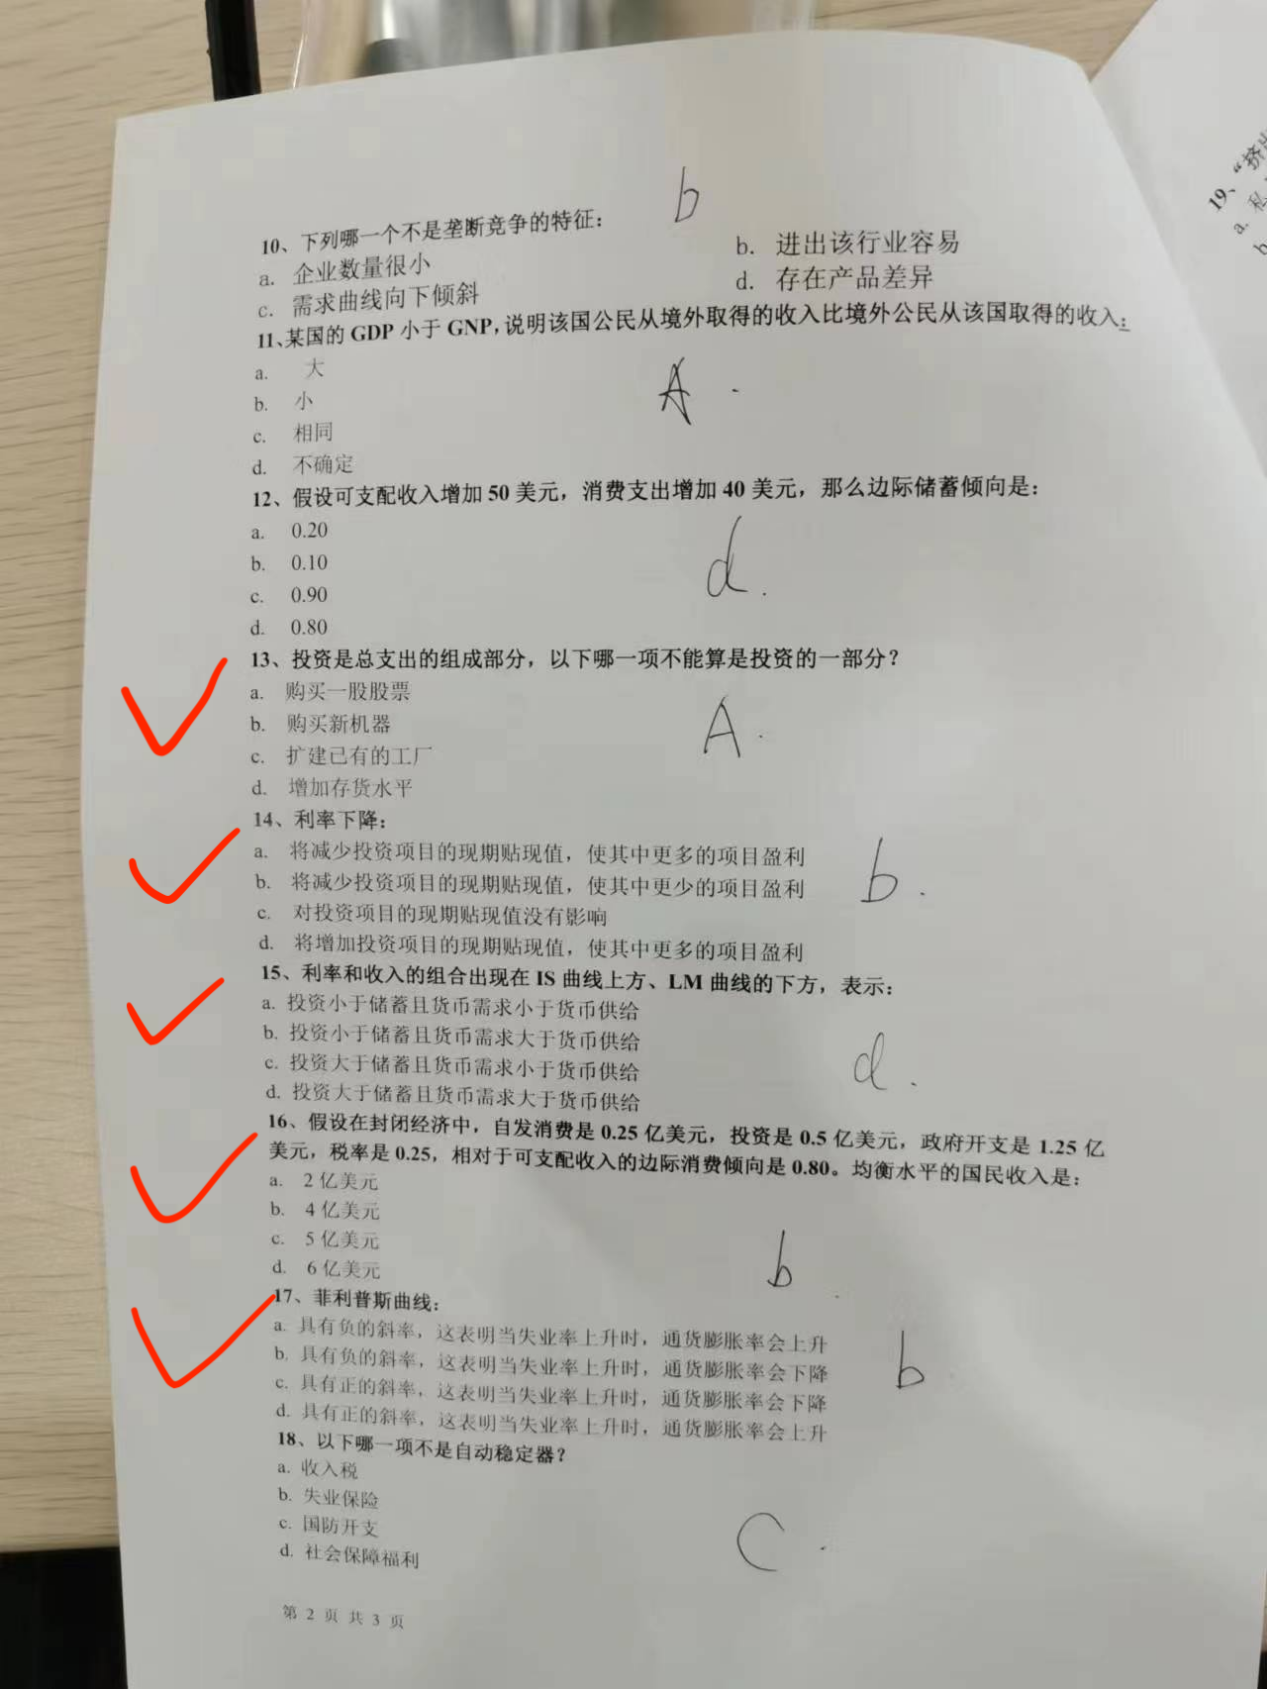 b
10、下列哪一个不是垄断竞争的特征：
a. 企业数量很小
b. 进出该行业容易
c. 需求曲线向下倾斜
d. 存在产品差异
11、某国的 GDP 小于 GNP，说明该国公民从境外取得的收入比境外公民从该国取得的收入：
a. 大
A.
b. 小
c. 相同
d. 不确定
12、假设可支配收入增加 50 美元，消费支出增加 40 美元，那么边际储蓄倾向是：
a. 0.20
b. 0.10
d.
c. 0.90
d. 0.80
13、投资是总支出的组成部分，以下哪一项不能算是投资的一部分？
a. 购买一股股票
b. 购买新机器
A.
c. 扩建已有的工厂
d. 增加存货水平
14、利率下降：
a. 将减少投资项目的现期贴现值，使其中更多的项目盈利
b. 将减少投资项目的现期贴现值，使其中更少的项目盈利
b.
c. 对投资项目的现期贴现值没有影响
d. 将增加投资项目的现期贴现值，使其中更多的项目盈利
15、利率和收入的组合出现在 IS 曲线上方、LM 曲线的下方，表示：
a. 投资小于储蓄且货币需求小于货币供给
b. 投资小于储蓄且货币需求大于货币供给
c. 投资大于储蓄且货币需求小于货币供给
d.
d. 投资大于储蓄且货币需求大于货币供给
16、假设在封闭经济中，自发消费是 0.25 亿美元，投资是 0.5 亿美元，政府开支是 1.25 亿
美元，税率是 0.25，相对于可支配收入的边际消费倾向是 0.80。均衡水平的国民收入是：
a. 2 亿美元
b. 4 亿美元
c. 5 亿美元
d. 6 亿美元
b
17、菲利普斯曲线：
a. 具有负的斜率，这表明当失业率上升时，通货膨胀率会上升
b. 具有负的斜率，这表明当失业率上升时，通货膨胀率会下降
b
c. 具有正的斜率，这表明当失业率上升时，通货膨胀率会下降
d. 具有正的斜率，这表明当失业率上升时，通货膨胀率会上升
18、以下哪一项不是自动稳定器？
a. 收入税
b. 失业保险
c. 国防开支
C.
d. 社会保障福利
第 2 页 共 3 页
19、“挤
a. 私
b